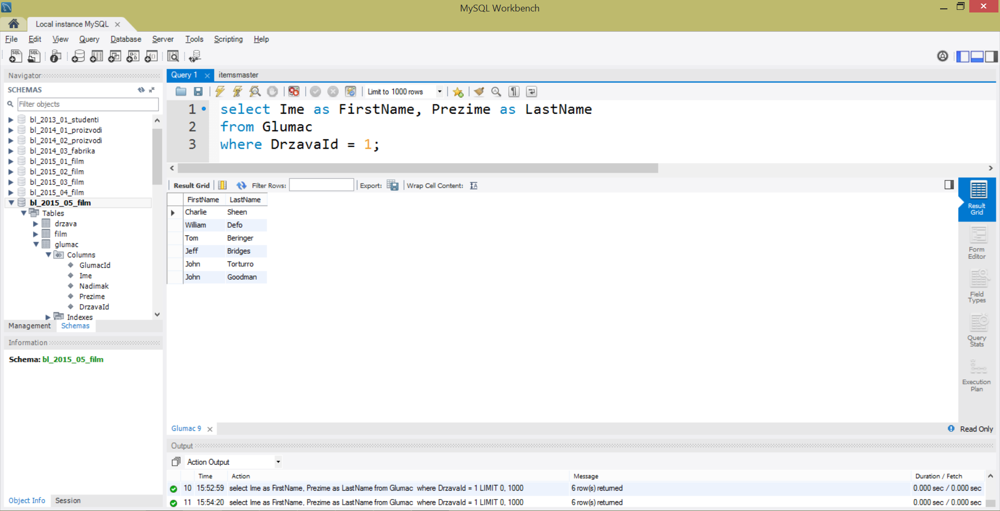 MySQL Workbench
Local instance MySQL
File Edit View Query Database Server Tools Scripting Help
Navigator
SCHEMAS
Filter objects
bl_2013_01_studenti
bl_2014_01_proizvodi
bl_2014_02_proizvodi
bl_2014_03_fabrika
bl_2015_01_film
bl_2015_02_film
bl_2015_03_film
bl_2015_04_film
bl_2015_05_film
Tables
drzava
film
glumac
Columns
GlumacId
Ime
Nadimak
Prezime
DrzavaId
Indexes
Management Schemas
Information
Schema: bl_2015_05_film
Object Info Session
Query 1 itemsmaster
Limit to 1000 rows
1 select Ime as FirstName, Prezime as LastName
2 from Glumac
3 where DrzavaId = 1;
Result Grid Filter Rows: Export: Wrap Cell Content:
FirstName LastName
Charlie Sheen
William Defo
Tom Beringer
Jeff Bridges
John Torturro
John Goodman
Result
Grid
Form
Editor
Field
Types
Query
Stats
Execution
Plan
Glumac 9
Read Only
Output
Action Output
Time Action Message Duration / Fetch
10 15:52:59 select Ime as FirstName, Prezime as LastName from Glumac where DrzavaId = 1 LIMIT 0, 1000 6 row(s) returned 0.000 sec / 0.000 sec
11 15:54:20 select Ime as FirstName, Prezime as LastName from Glumac where DrzavaId = 1 LIMIT 0, 1000 6 row(s) returned 0.000 sec / 0.000 sec